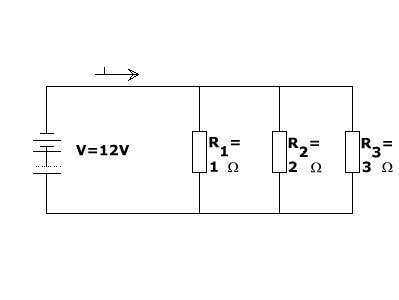 V=12V
R1=
1 Ω
R2=
2 Ω
R3=
3 Ω